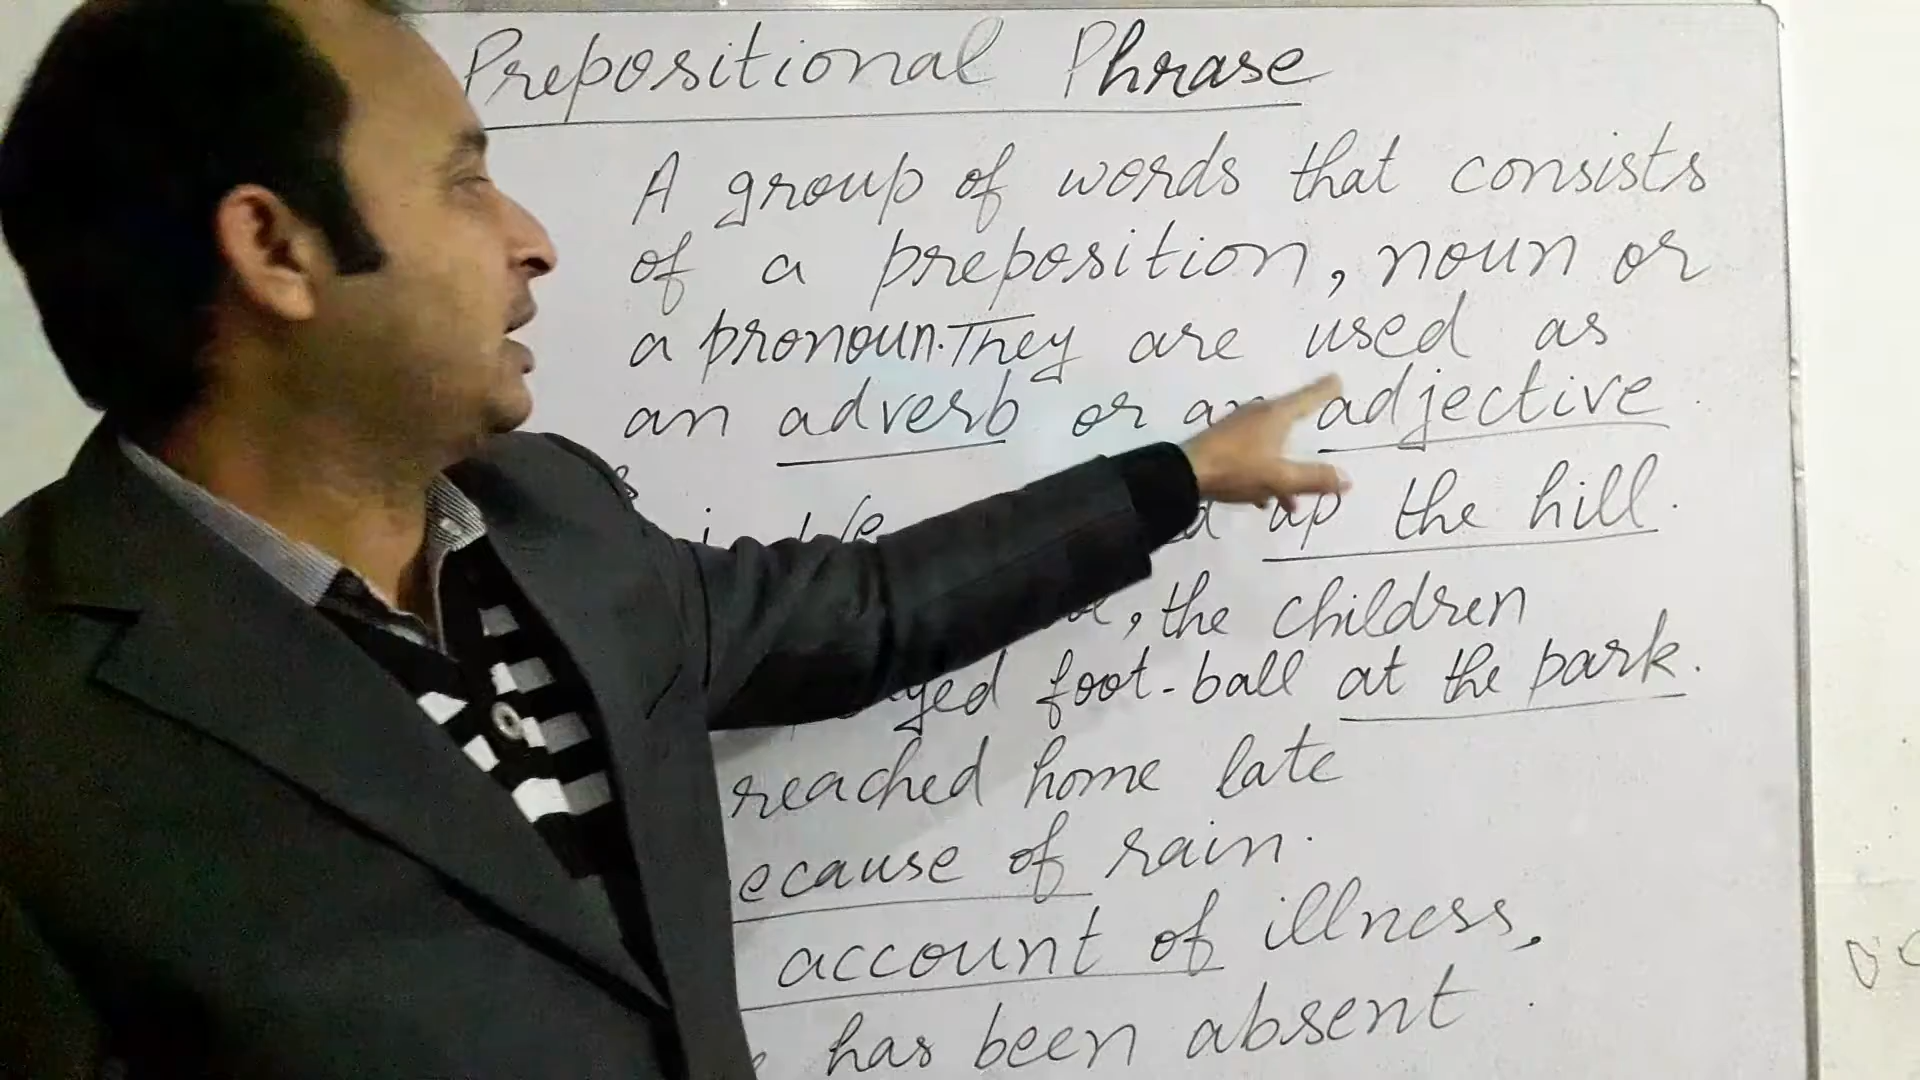 Prepositional Phrase
A group of words that consists
of a preposition, noun or
a pronoun. They are used as
an adverb or an adjective
up the hill.
, the children
foot-ball at the park.
reached home late
ecause of rain.
account of illness,
has been absent